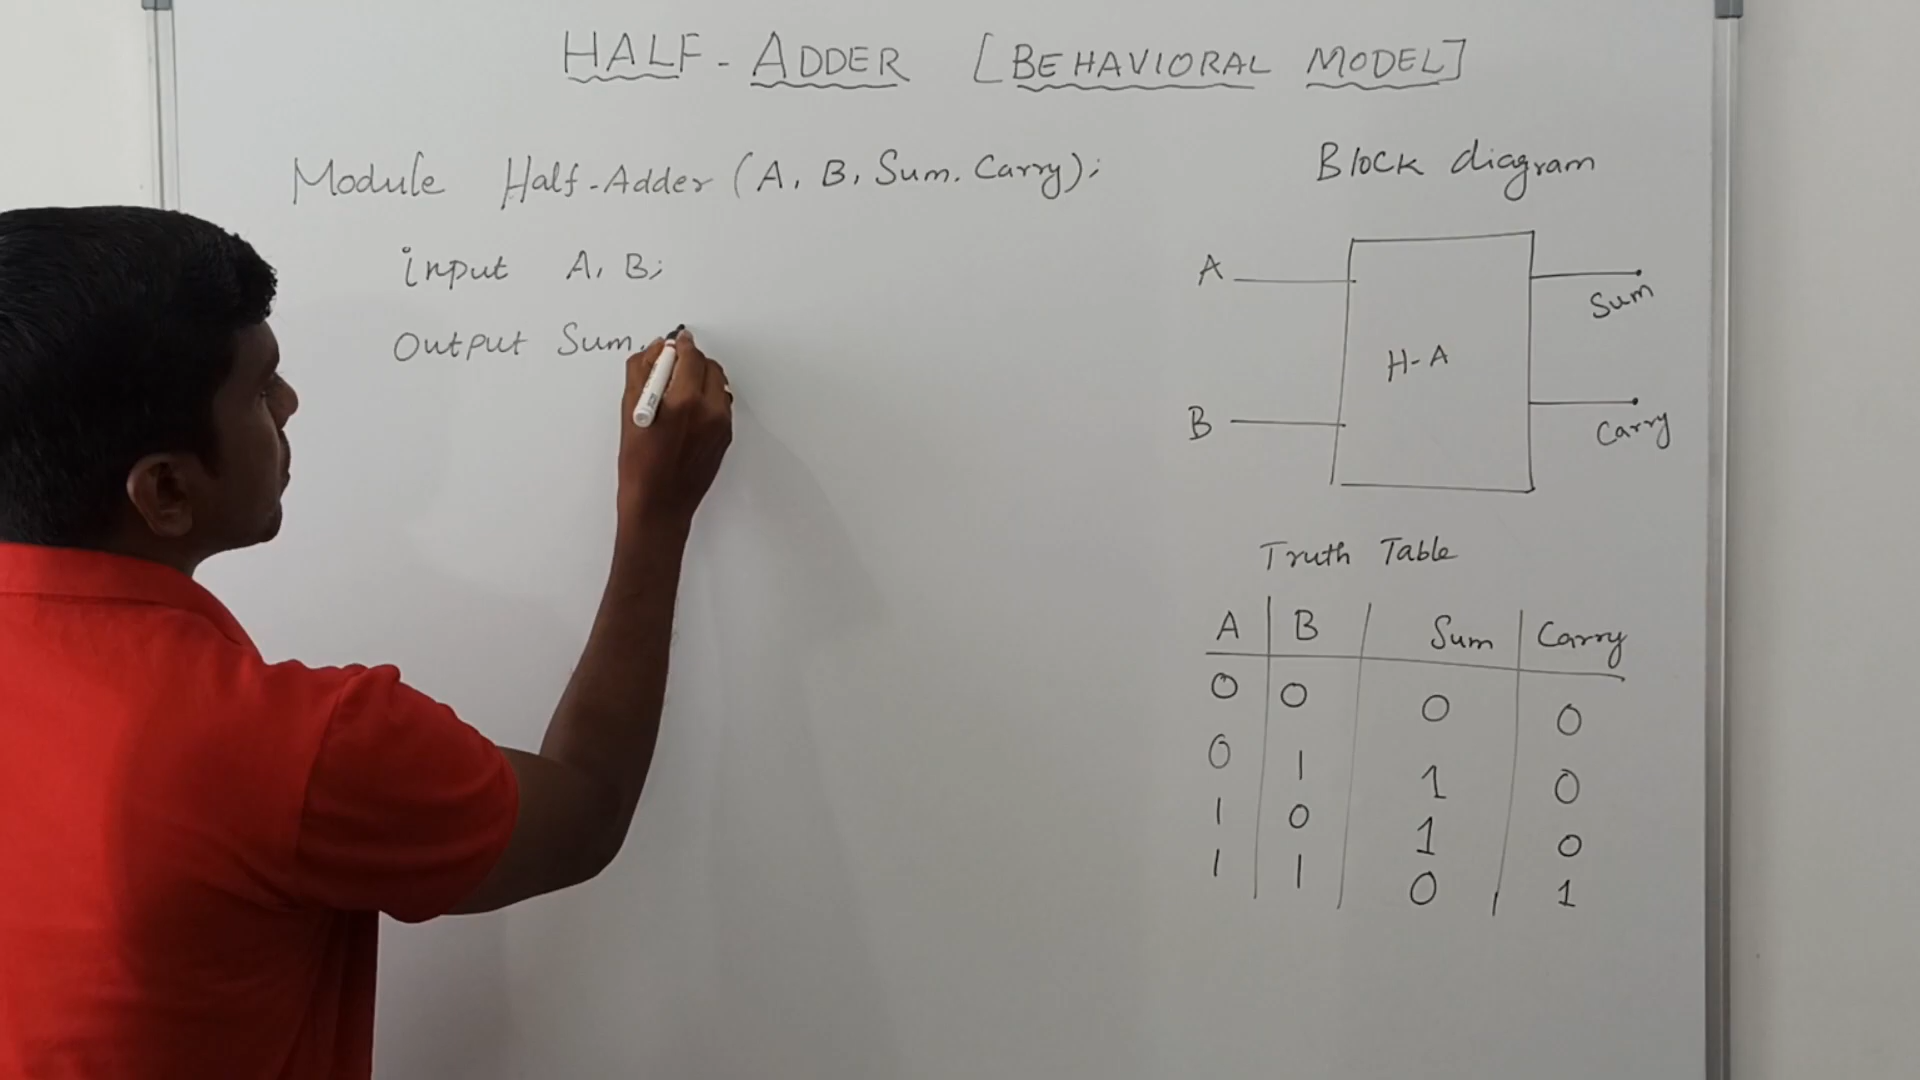 HALF-ADDER [BEHAVIORAL MODEL]
Module Half-Adder (A, B, Sum, Carry);
input A, B;
Output Sum,
Block diagram
A
Sum
H-A
B
Carry
Truth Table
A B Sum Carry
0 0 0 0
0 1 1 0
1 0 1 0
1 1 0 1